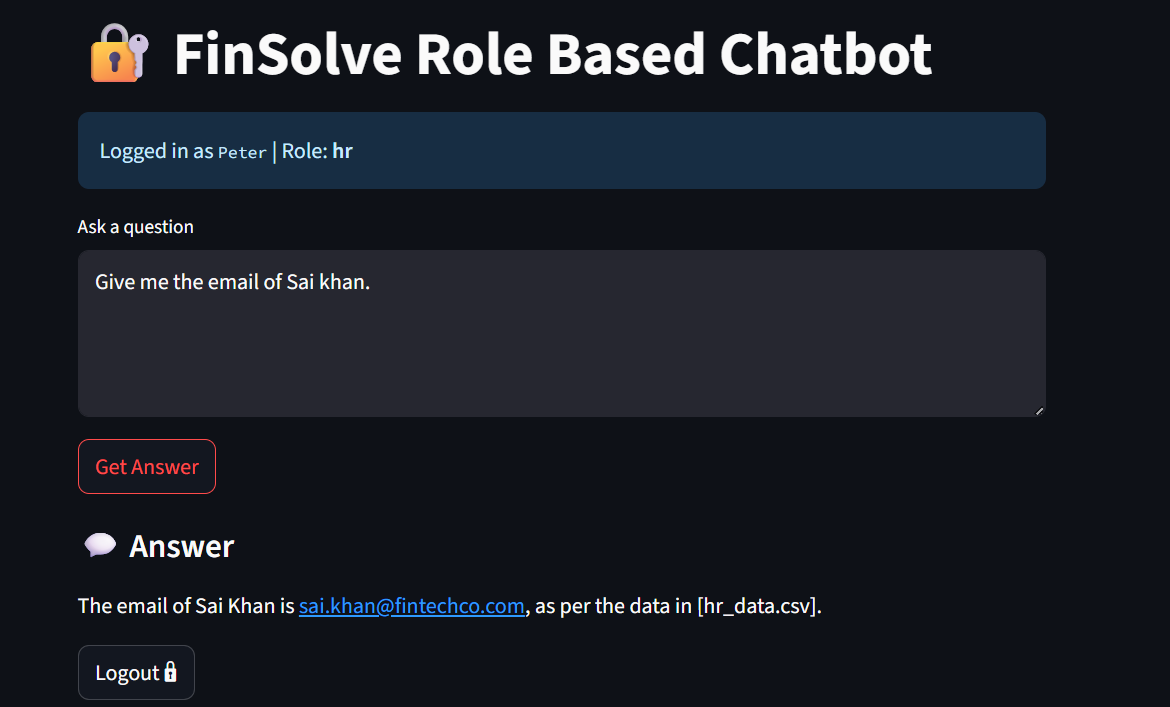 FinSolve Role Based Chatbot
Logged in as Peter | Role: hr
Ask a question
Give me the email of Sai khan.
Get Answer
Answer
The email of Sai Khan is sai.khan@fintechco.com, as per the data in [hr_data.csv].
Logout